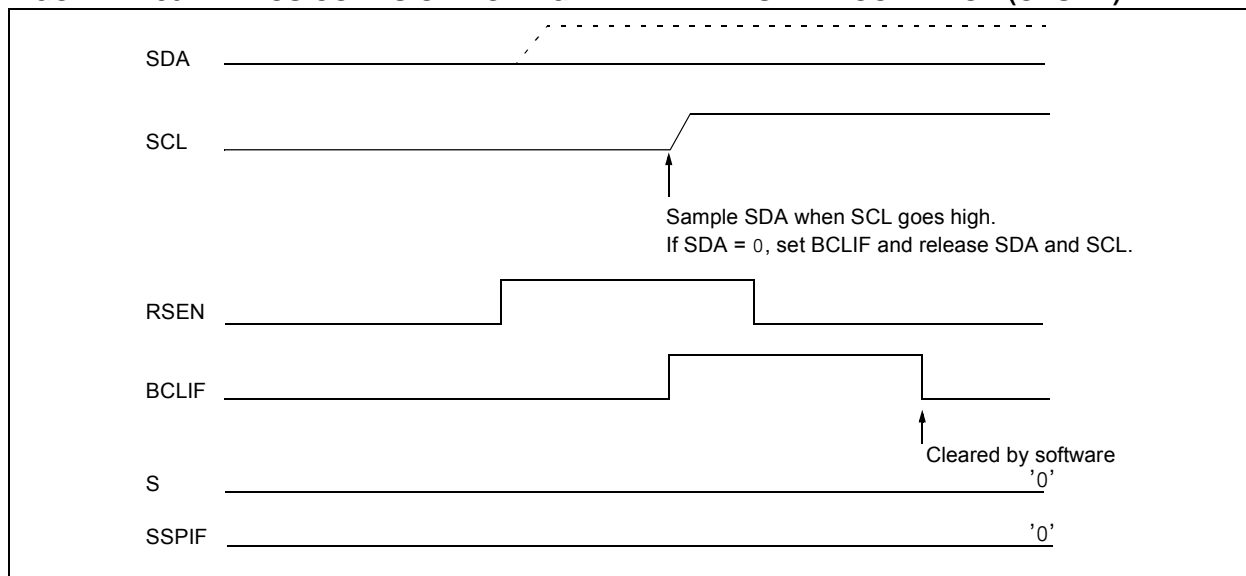 SDA
SCL
Sample SDA when SCL goes high.
If SDA = 0, set BCLIF and release SDA and SCL.
RSEN
BCLIF
Cleared by software
S
'0'
SSPIF
'0'